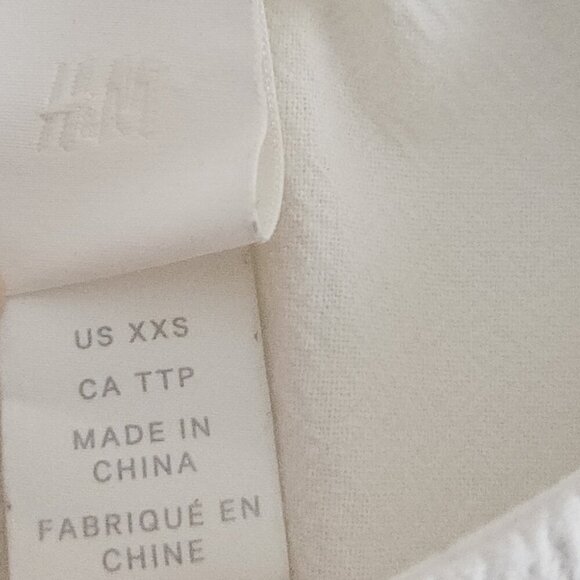 H&M
US XXS
CA TTP
MADE IN
CHINA
FABRIQUÉ EN
CHINE